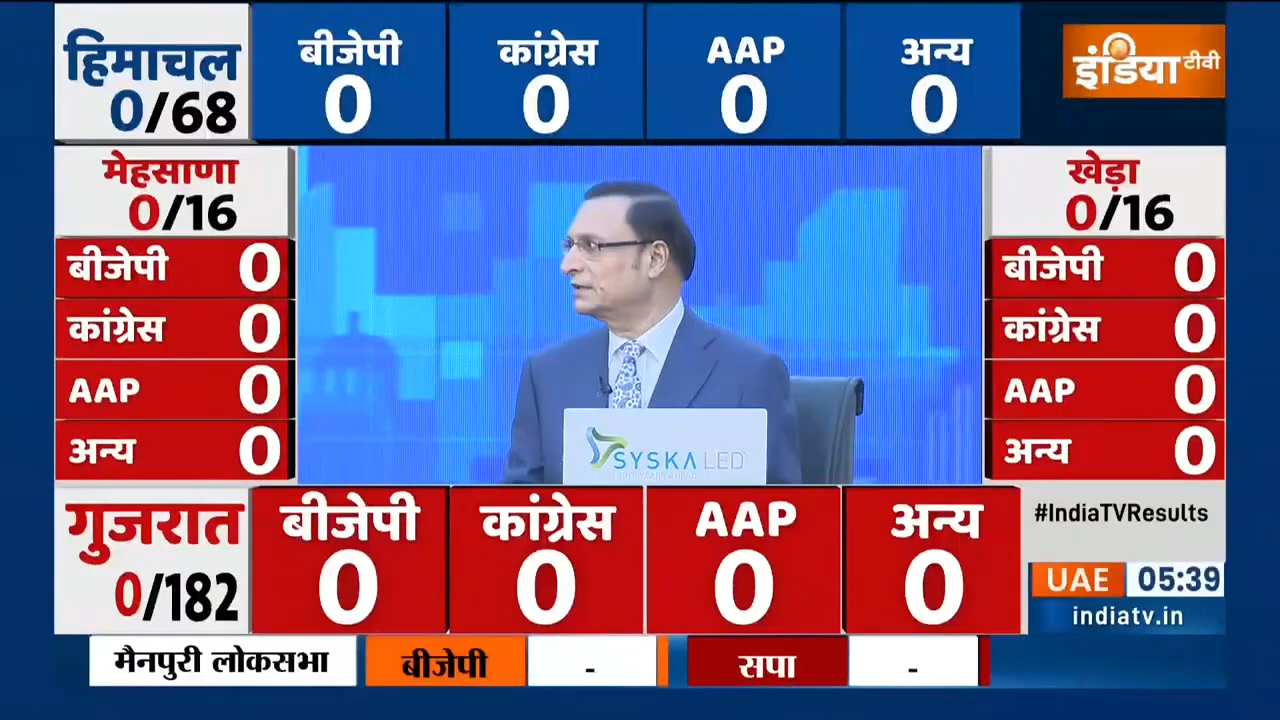 हिमाचल
0/68
बीजेपी
0
कांग्रेस
0
AAP
0
अन्य
0
इंडिया टीवी
मेहसाणा
0/16
बीजेपी 0
कांग्रेस 0
AAP 0
अन्य 0
खेड़ा
0/16
बीजेपी 0
कांग्रेस 0
AAP 0
अन्य 0
SYSKA LED
गुजरात
0/182
बीजेपी
0
कांग्रेस
0
AAP
0
अन्य
0
#IndiaTVResults
UAE 05:39
indiatv.in
मैनपुरी लोकसभा बीजेपी - सपा -